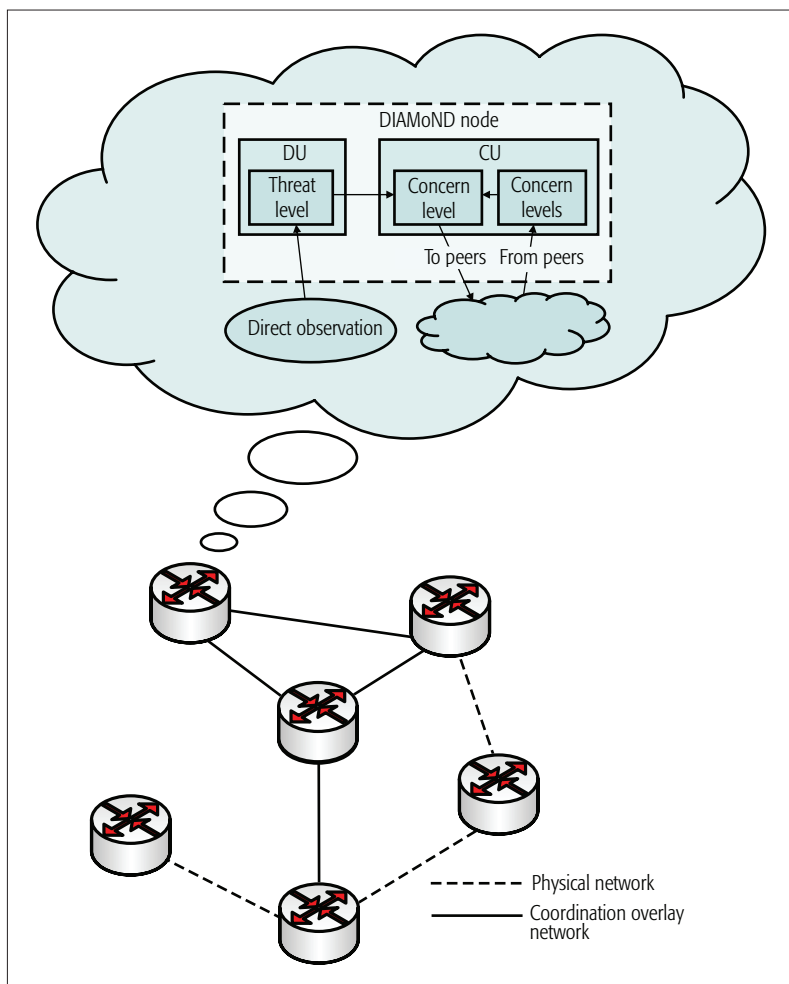 DIAMoND node
DU
CU
Threat
level
Concern
level
Concern
levels
To peers
From peers
Direct observation
Physical network
Coordination overlay
network